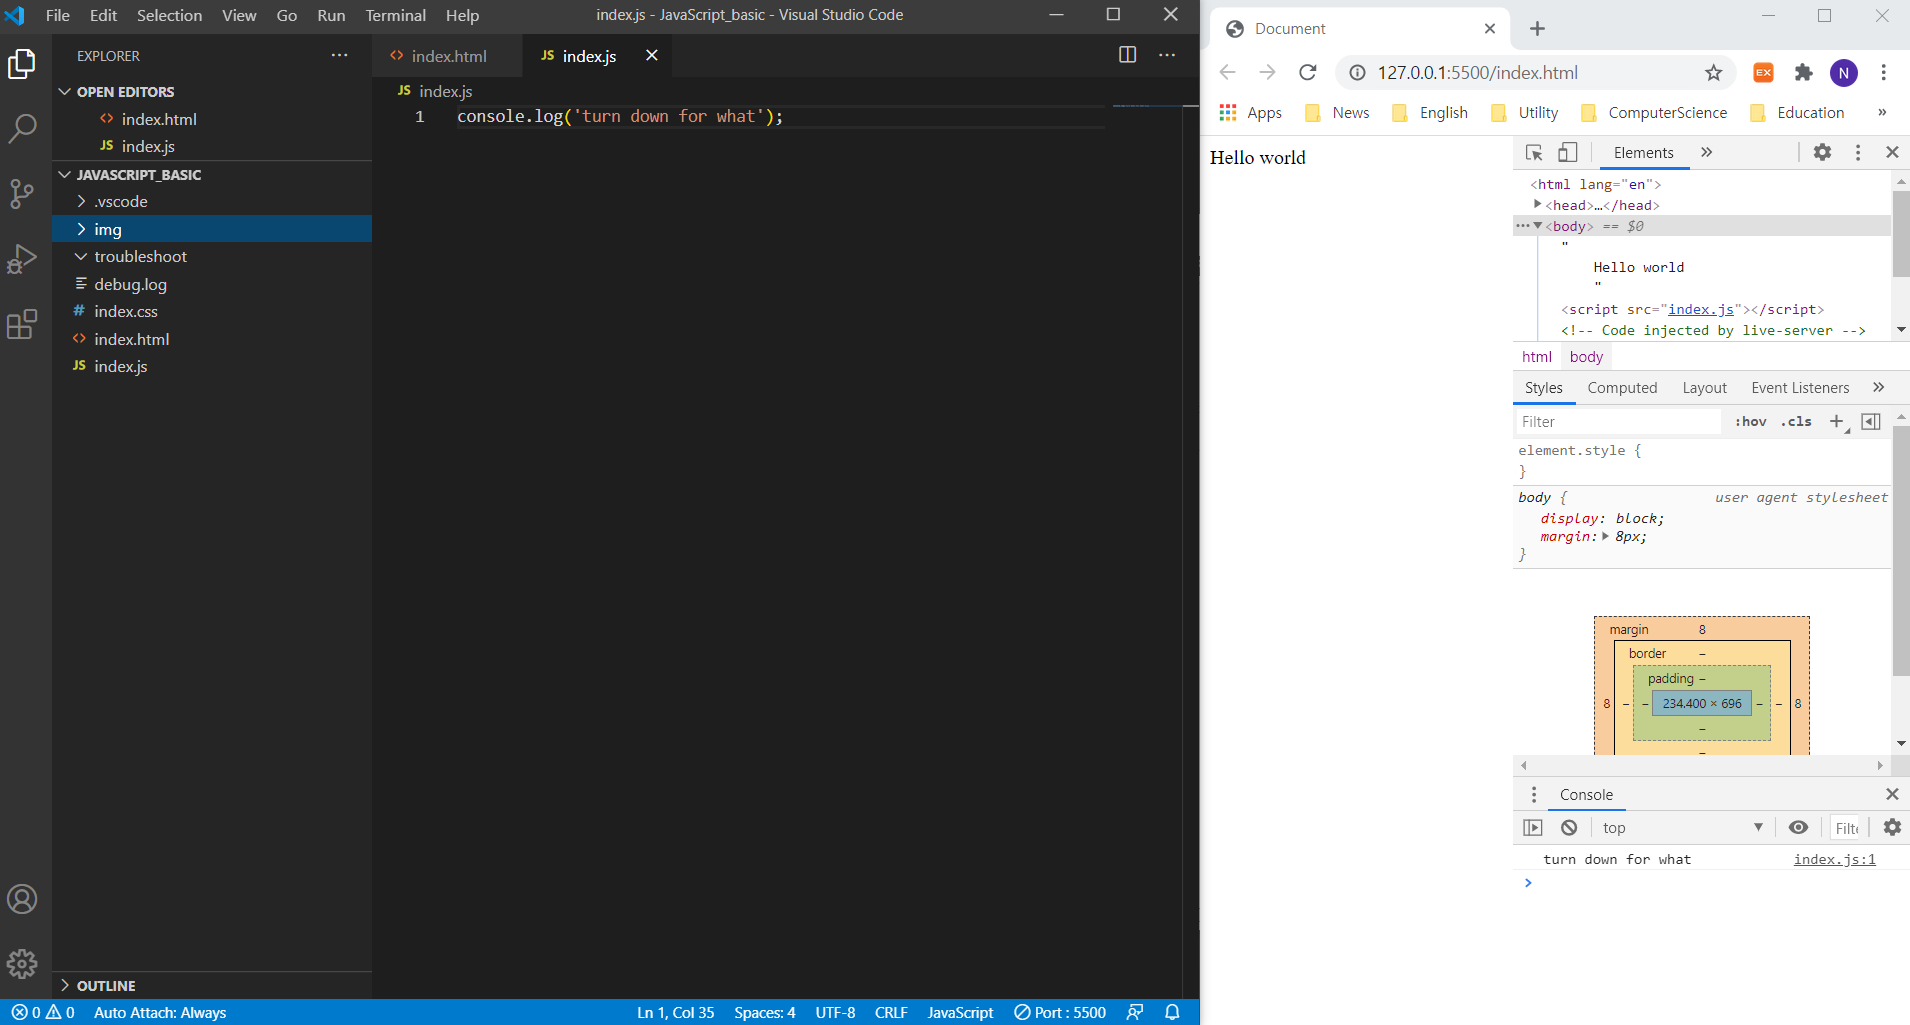 File Edit Selection View Go Run Terminal Help
index.js - JavaScript_basic - Visual Studio Code
EXPLORER
OPEN EDITORS
index.html
JS index.js
JAVASCRIPT_BASIC
.vscode
img
troubleshoot
debug.log
# index.css
index.html
JS index.js
OUTLINE
index.html
JS index.js
JS index.js
1 console.log('turn down for what');
0 0 Auto Attach: Always
Ln 1, Col 35 Spaces: 4 UTF-8 CRLF JavaScript Port : 5500
Document
127.0.0.1:5500/index.html
EX
N
Apps News English Utility ComputerScience Education »
Hello world
Elements »
<html lang="en">
<head>…</head>
<body> == $0
"
Hello world
"
<script src="index.js"></script>
<!-- Code injected by live-server -->
html body
Styles Computed Layout Event Listeners »
Filter :hov .cls +
element.style {
}
body { user agent stylesheet
display: block;
margin: 8px;
}
margin 8
border –
padding –
8 – – 234.400 × 696 – – 8
–
–
Console
top Filte
turn down for what index.js:1
>